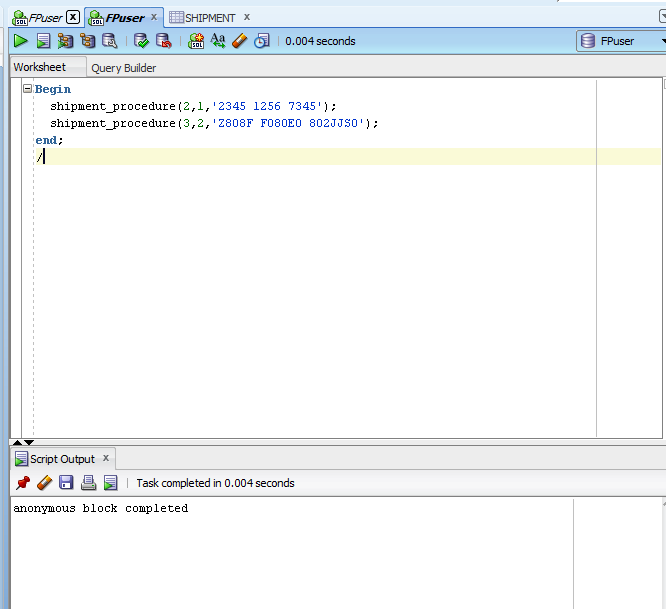 FPuser x FPuser x SHIPMENT x
0.004 seconds FPuser
Worksheet Query Builder
Begin
shipment_procedure(2,1,'2345 1256 7345');
shipment_procedure(3,2,'Z808F F080E0 802JJS0');
end;
/
Script Output x
Task completed in 0.004 seconds
anonymous block completed